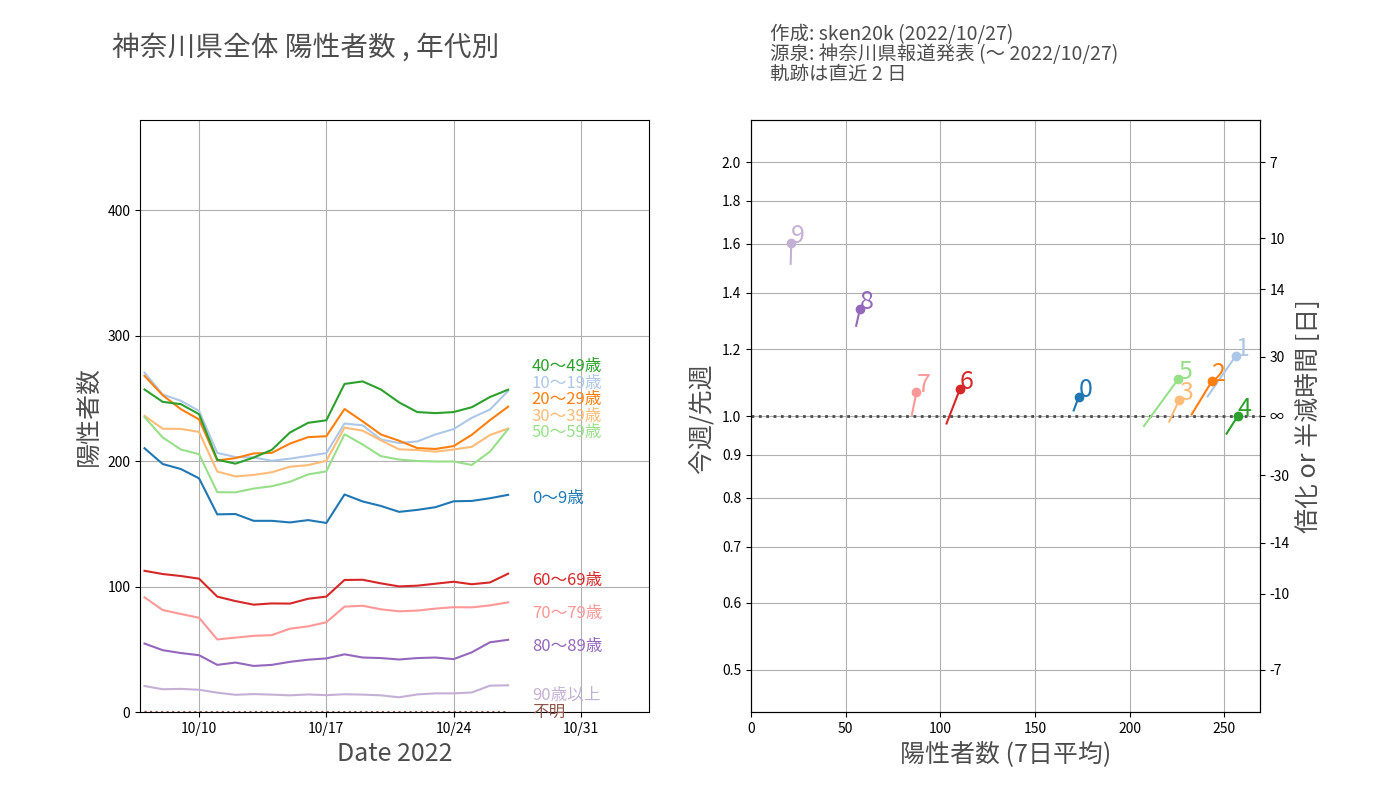 神奈川県全体 陽性者数 , 年代別
作成: sken20k (2022/10/27)
源泉: 神奈川県報道発表 (〜 2022/10/27)
軌跡は直近 2 日
陽性者数
400
300
200
100
0
40〜49歳
10〜19歳
20〜29歳
30〜39歳
50〜59歳
0〜9歳
60〜69歳
70〜79歳
80〜89歳
90歳以上
不明
10/10
10/17
10/24
10/31
Date 2022
今週/先週
2.0
1.8
1.6
1.4
1.2
1.0
0.9
0.8
0.7
0.6
0.5
9
8
7
6
0
5
3
2
1
4
7
10
14
30
∞
-30
-14
-10
-7
倍化 or 半減時間 [日]
0
50
100
150
200
250
陽性者数 (7日平均)